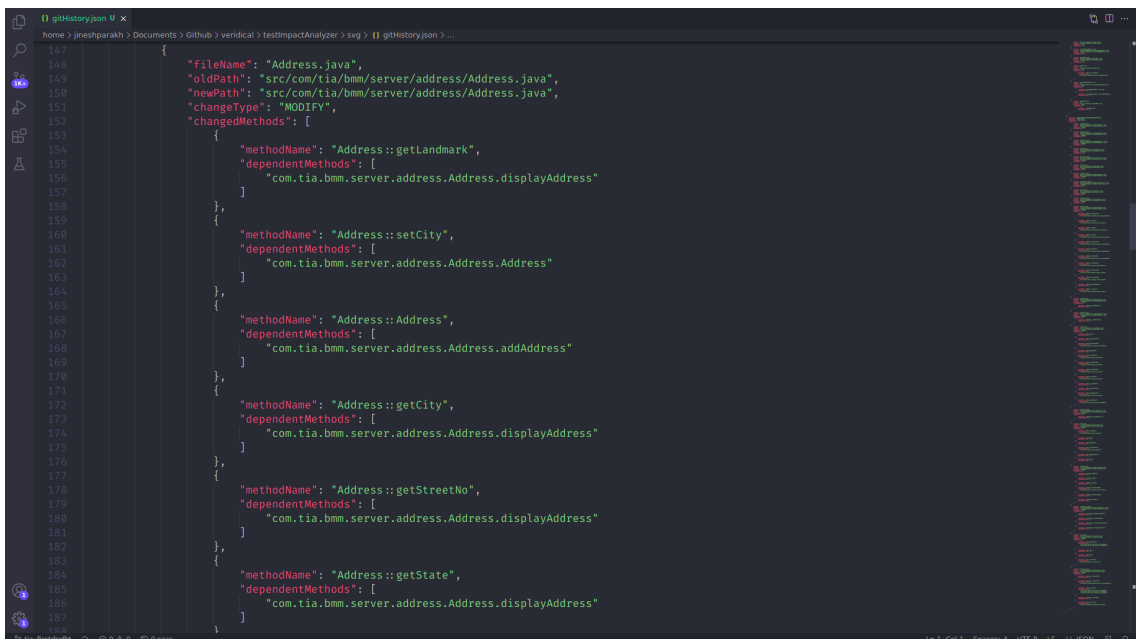 {} gitHistory.json U ×
home > jineshparakh > Documents > Github > veridical > testImpactAnalyzer > svg > {} gitHistory.json > ...
1K+
147 {
148 "fileName": "Address.java",
149 "oldPath": "src/com/tia/bmm/server/address/Address.java",
150 "newPath": "src/com/tia/bmm/server/address/Address.java",
151 "changeType": "MODIFY",
152 "changedMethods": [
153 {
154 "methodName": "Address::getLandmark",
155 "dependentMethods": [
156 "com.tia.bmm.server.address.Address.displayAddress"
157 ]
158 },
159 {
160 "methodName": "Address::setCity",
161 "dependentMethods": [
162 "com.tia.bmm.server.address.Address.Address"
163 ]
164 },
165 {
166 "methodName": "Address::Address",
167 "dependentMethods": [
168 "com.tia.bmm.server.address.Address.addAddress"
169 ]
170 },
171 {
172 "methodName": "Address::getCity",
173 "dependentMethods": [
174 "com.tia.bmm.server.address.Address.displayAddress"
175 ]
176 },
177 {
178 "methodName": "Address::getStreetNo",
179 "dependentMethods": [
180 "com.tia.bmm.server.address.Address.displayAddress"
181 ]
182 },
183 {
184 "methodName": "Address::getState",
185 "dependentMethods": [
186 "com.tia.bmm.server.address.Address.displayAddress"
187 ]
188 }
1
1